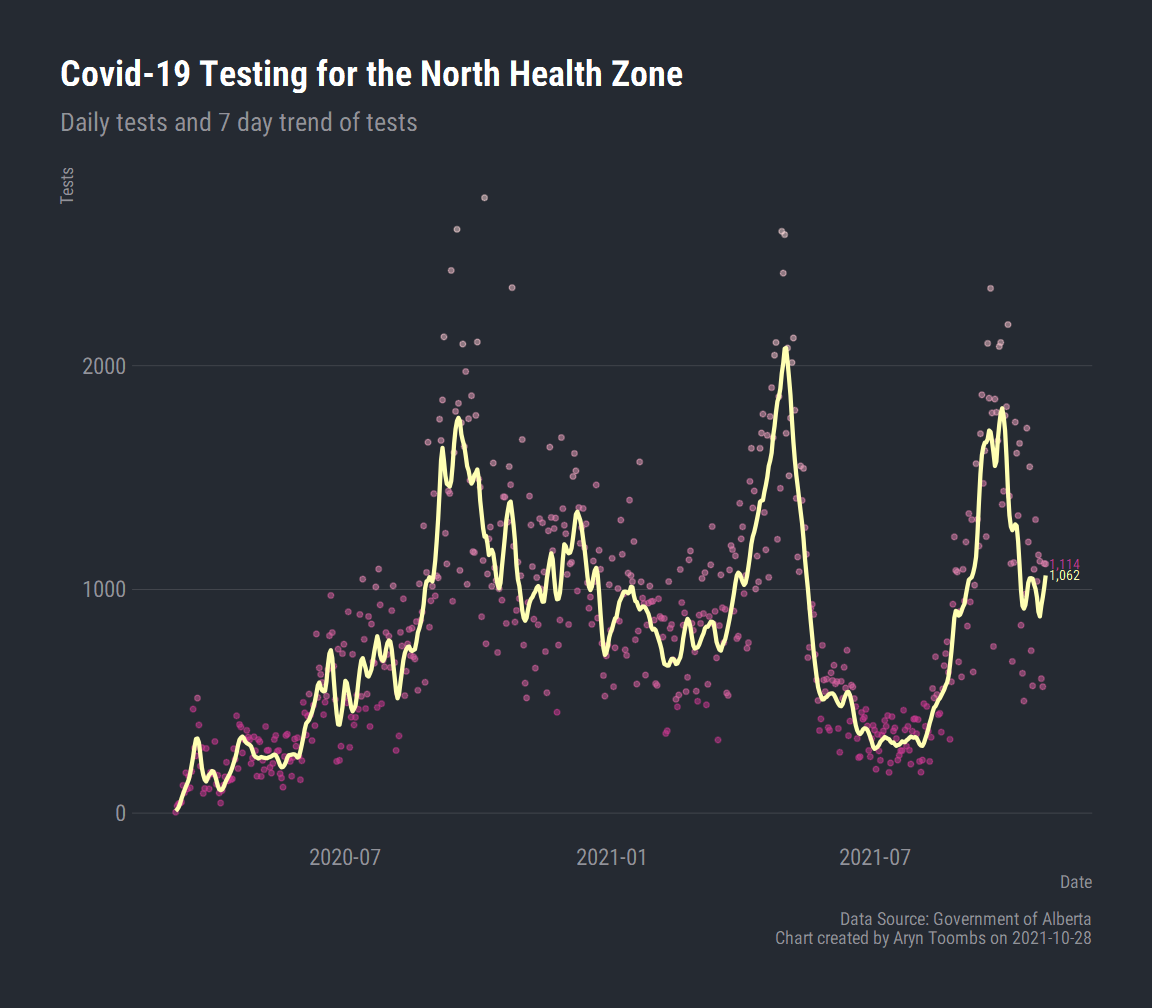 Covid-19 Testing for the North Health Zone
Daily tests and 7 day trend of tests
Tests
2000
1000
0
1,114
1,062
2020-07
2021-01
2021-07
Date
Data Source: Government of Alberta
Chart created by Aryn Toombs on 2021-10-28